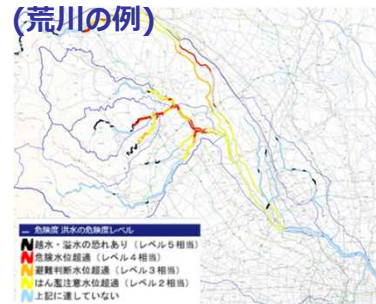 (荒川の例)
危険度 洪水の危険度レベル
越水・溢水の恐れあり(レベル5相当)
危険水位超過(レベル4相当)
避難判断水位超過(レベル3相当)
はん濫注意水位超過(レベル2相当)
上記に達していない